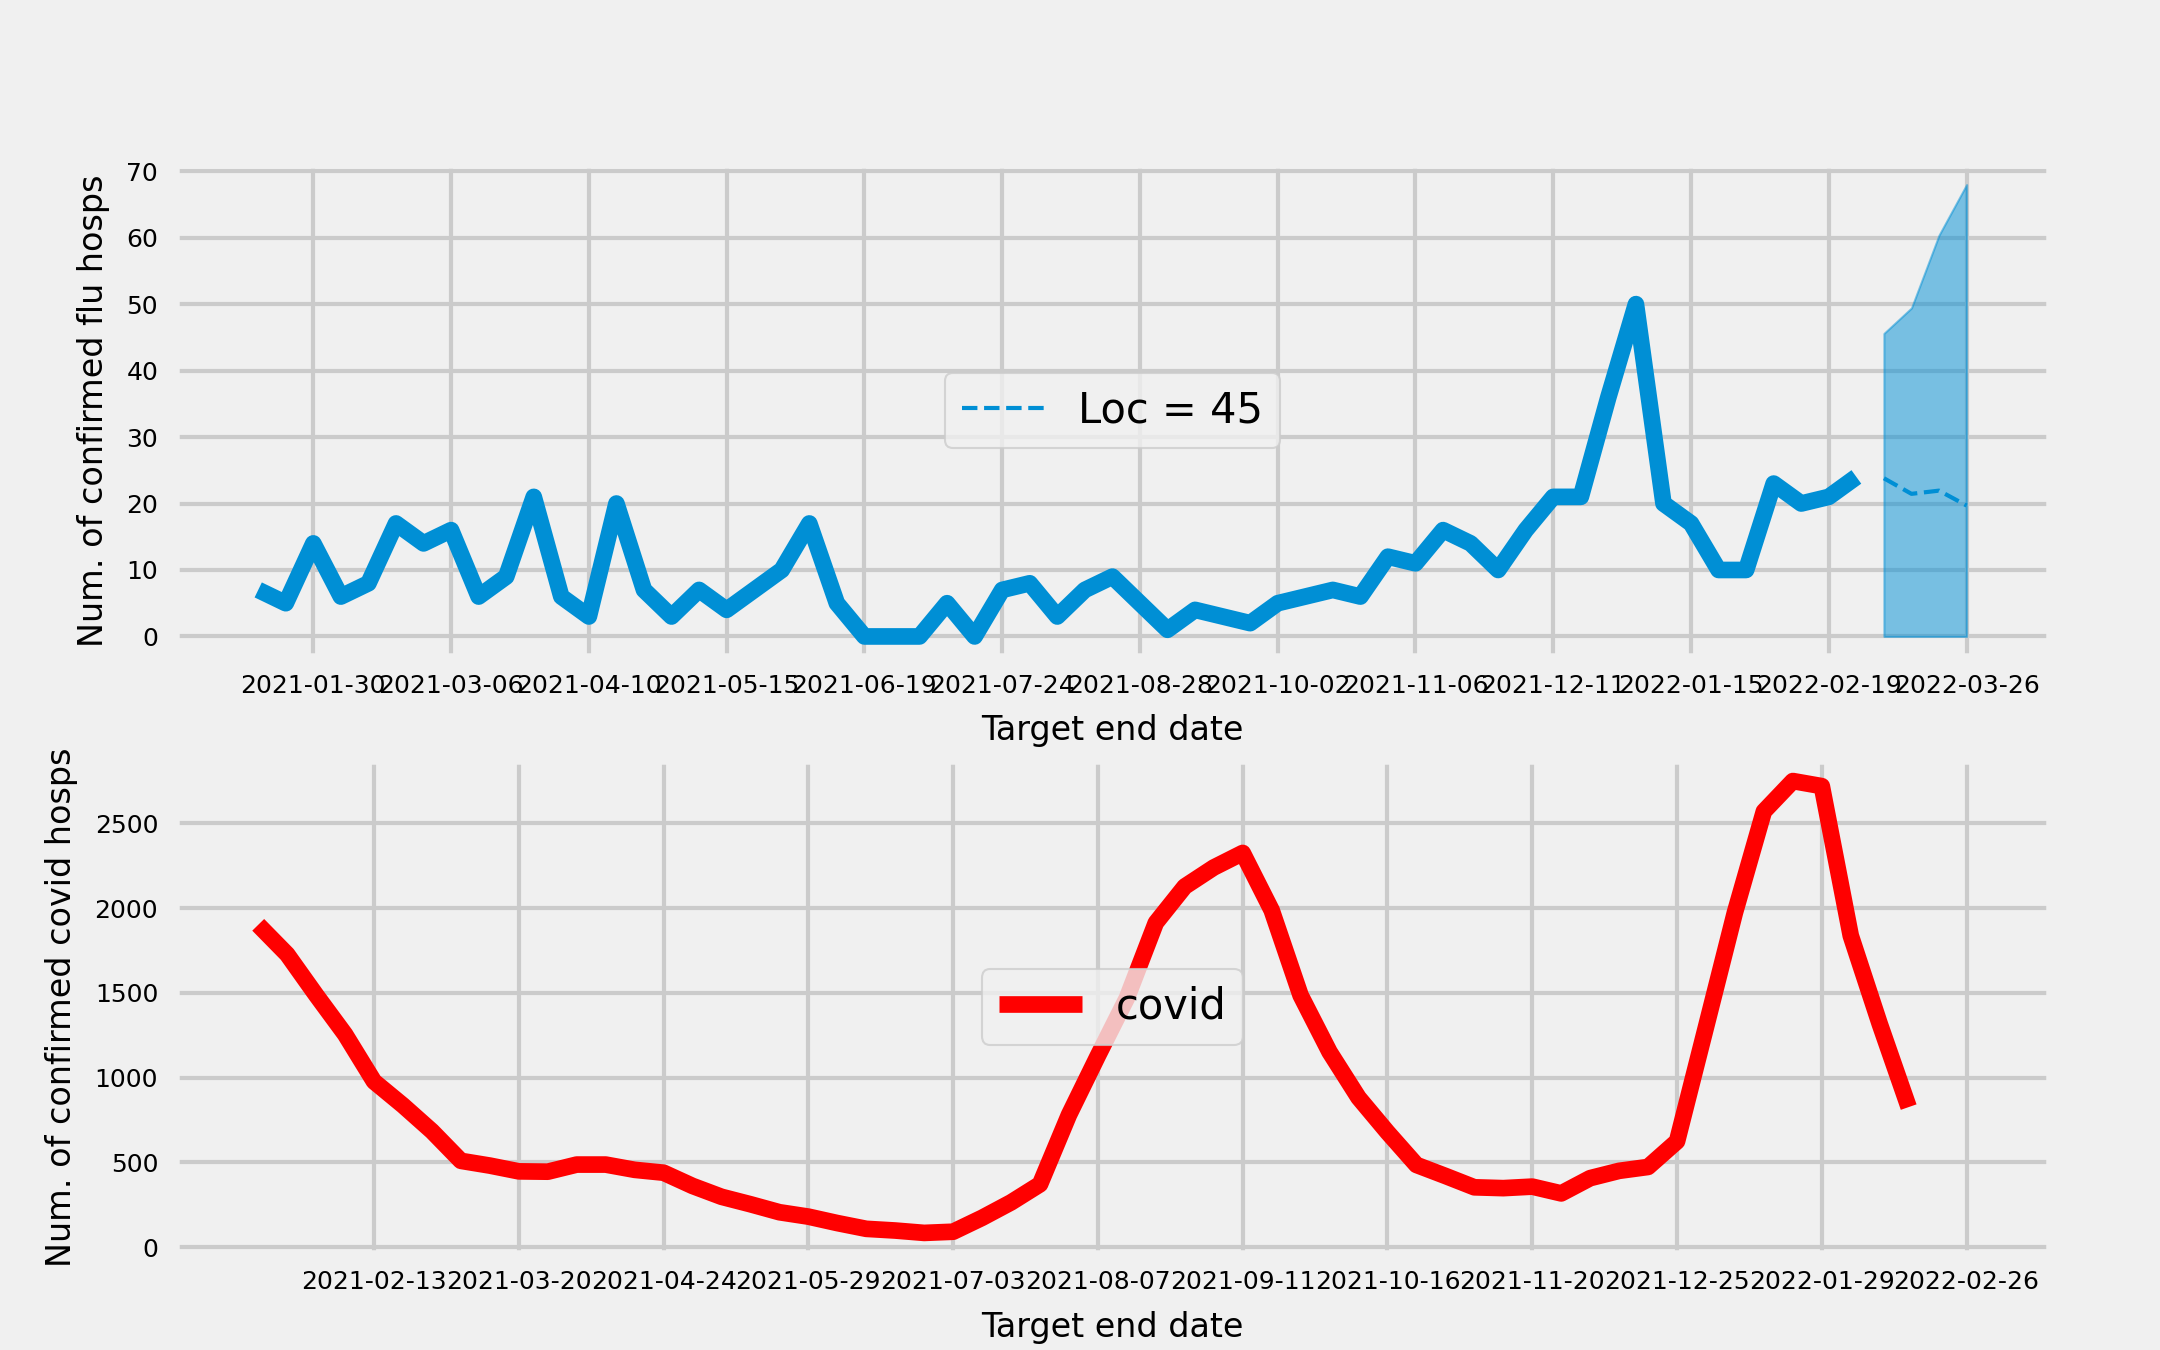 Num. of confirmed flu hosps
70
60
50
40
30
20
10
0
Loc = 45
2021-01-30 2021-03-06 2021-04-10 2021-05-15 2021-06-19 2021-07-24 2021-08-28 2021-10-02 2021-11-06 2021-12-11 2022-01-15 2022-02-19 2022-03-26
Target end date
Num. of confirmed covid hosps
2500
2000
1500
1000
500
0
covid
2021-02-13 2021-03-20 2021-04-24 2021-05-29 2021-07-03 2021-08-07 2021-09-11 2021-10-16 2021-11-20 2021-12-25 2022-01-29 2022-02-26
Target end date